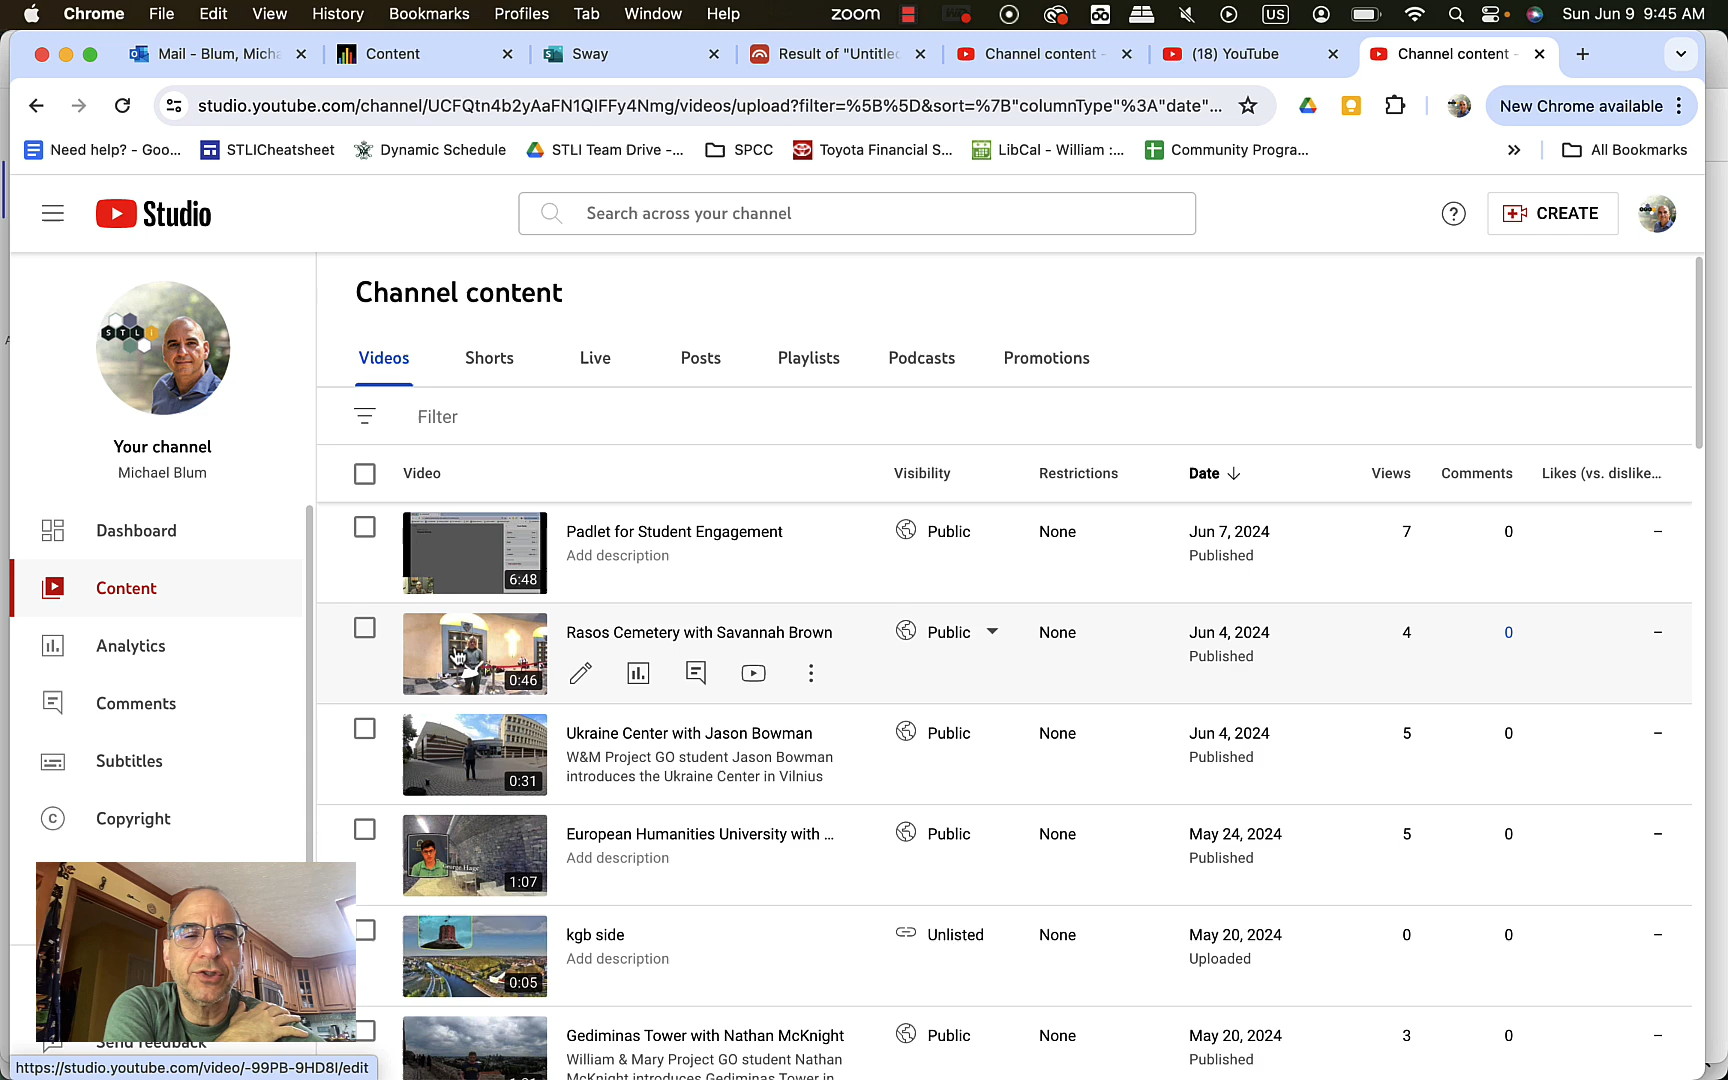 Chrome File Edit View History Bookmarks Profiles Tab Window Help zoom US Sun Jun 9 9:45 AM
Mail - Blum, Micha Content Sway Result of "Untitle Channel content - (18) YouTube Channel content -
studio.youtube.com/channel/UCFQtn4b2yAaFN1QIFFy4Nmg/videos/upload?filter=%5B%5D&sort=%7B"columnType"%3A"date"... New Chrome available
Need help? - Goo... STLICheatsheet Dynamic Schedule STLI Team Drive -... SPCC Toyota Financial S... LibCal - William :... Community Progra... » All Bookmarks
Studio Search across your channel CREATE
STLI
Your channel
Michael Blum
Dashboard
Content
Analytics
Comments
Subtitles
Copyright
Send feedback
Channel content
Videos Shorts Live Posts Playlists Podcasts Promotions
Filter
Video Visibility Restrictions Date Views Comments Likes (vs. dislike...
Padlet for Student Engagement Public None Jun 7, 2024 7 0 –
Add description Published
6:48
Rasos Cemetery with Savannah Brown Public None Jun 4, 2024 4 0 –
Published
0:46
Ukraine Center with Jason Bowman Public None Jun 4, 2024 5 0 –
W&M Project GO student Jason Bowman Published
introduces the Ukraine Center in Vilnius
0:31
European Humanities University with ... Public None May 24, 2024 5 0 –
Add description Published
1:07
kgb side Unlisted None May 20, 2024 0 0 –
Add description Uploaded
0:05
Gediminas Tower with Nathan McKnight Public None May 20, 2024 3 0 –
William & Mary Project GO student Nathan Published
McKnight introduces Gediminas Tower in
https://studio.youtube.com/video/-99PB-9HD8I/edit